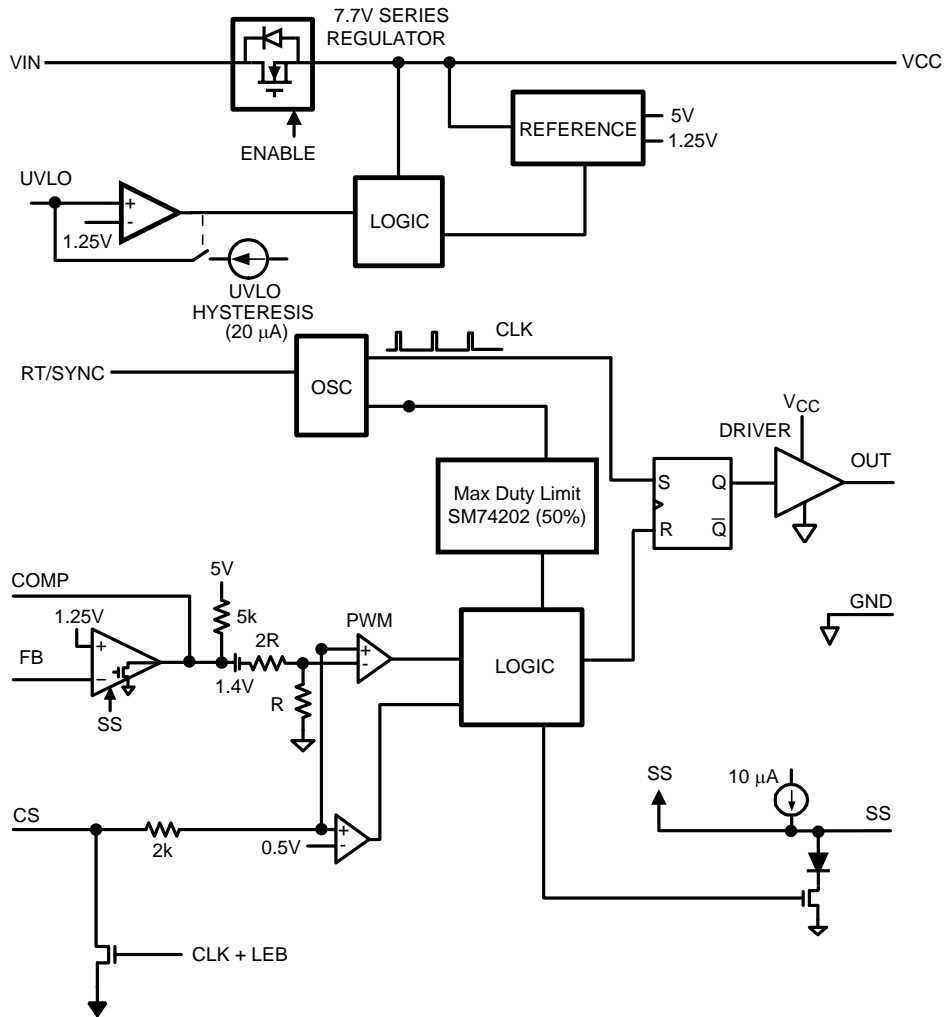 7.7V SERIES
REGULATOR
VIN
VCC
ENABLE
REFERENCE
5V
1.25V
UVLO
+
-
1.25V
LOGIC
UVLO
HYSTERESIS
(20 μA)
CLK
RT/SYNC
OSC
VCC
DRIVER
OUT
S
Q
R
Q
Max Duty Limit
SM74202 (50%)
5V
COMP
5k
1.25V
PWM
GND
2R
+
+
-
LOGIC
FB
−
1.4V
R
SS
SS
10 μA
CS
SS
2k
+
0.5V
-
CLK + LEB